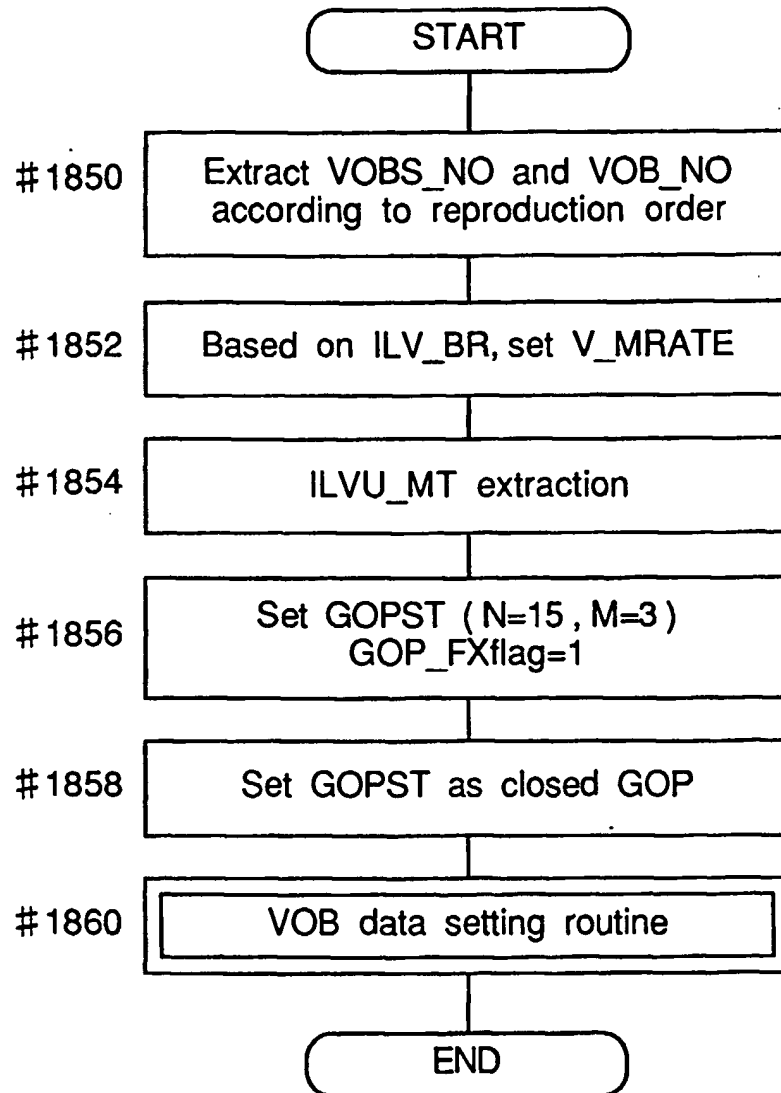 START
#1850
Extract VOBS_NO and VOB_NO
according to reproduction order
#1852
Based on ILV_BR, set V_MRATE
#1854
ILVU_MT extraction
#1856
Set GOPST (N=15, M=3)
GOP_FXflag=1
#1858
Set GOPST as closed GOP
#1860
VOB data setting routine
END